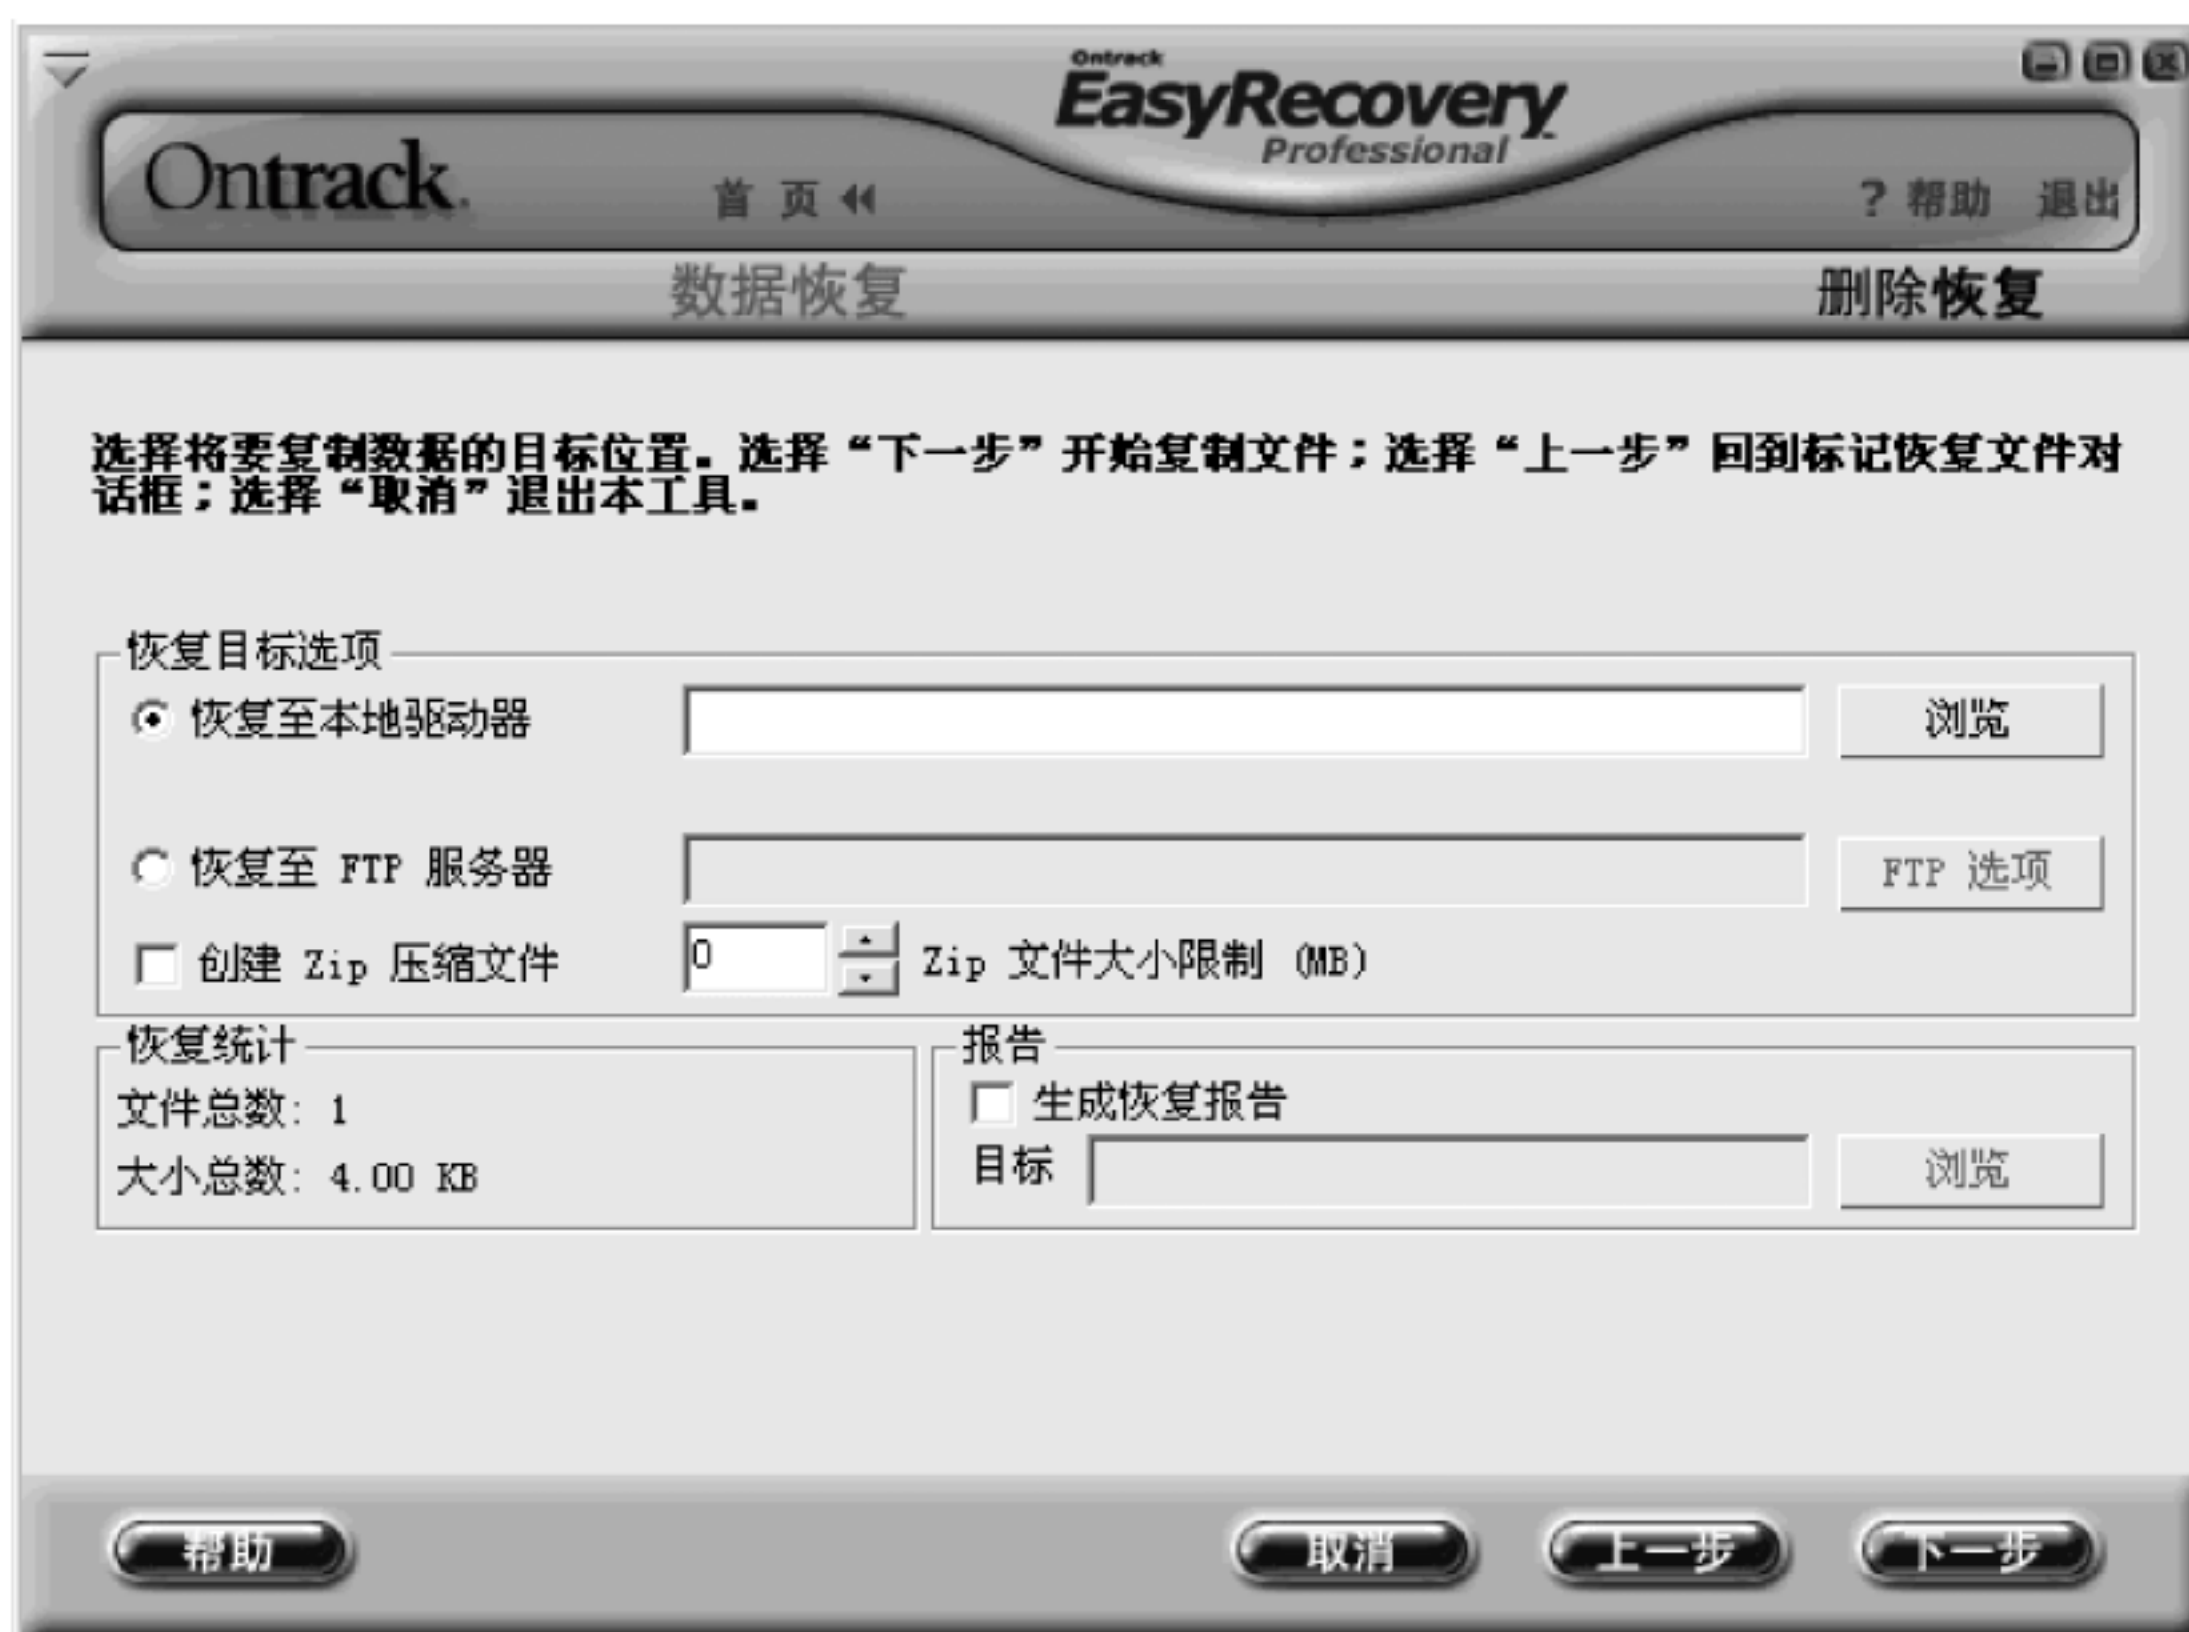 Ontrack
EasyRecovery
Professional
Ontrack.
首 页
? 帮助 退出
数据恢复
删除恢复
选择将要复制数据的目标位置。选择“下一步”开始复制文件；选择“上一步”回到标记恢复文件对
话框；选择“取消”退出本工具。
恢复目标选项
恢复至本地驱动器
浏览
恢复至 FTP 服务器
FTP 选项
创建 Zip 压缩文件 0 Zip 文件大小限制 (MB)
恢复统计
文件总数: 1
大小总数: 4.00 KB
报告
生成恢复报告
目标
浏览
帮助
取消
上一步
下一步